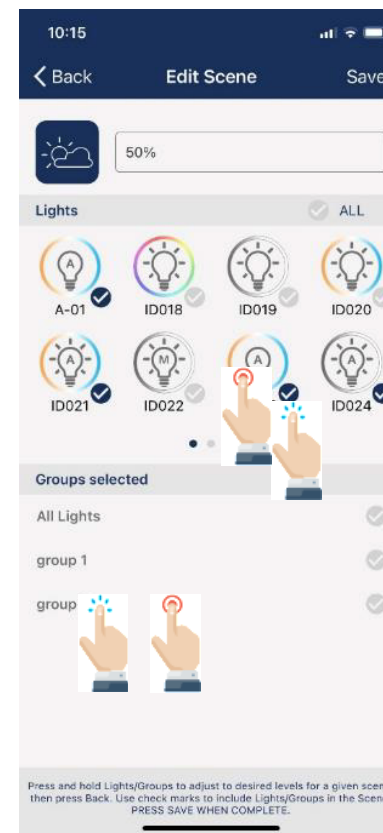 10:15
Back Edit Scene Save
50%
Lights ALL
A A
A-01 ID018 ID019 ID020
A M A
ID021 ID022 ID024
Groups selected
All Lights
group 1
group
Press and hold Lights/Groups to adjust to desired levels for a given scen
then press Back. Use check marks to include Lights/Groups in the Scen
PRESS SAVE WHEN COMPLETE.